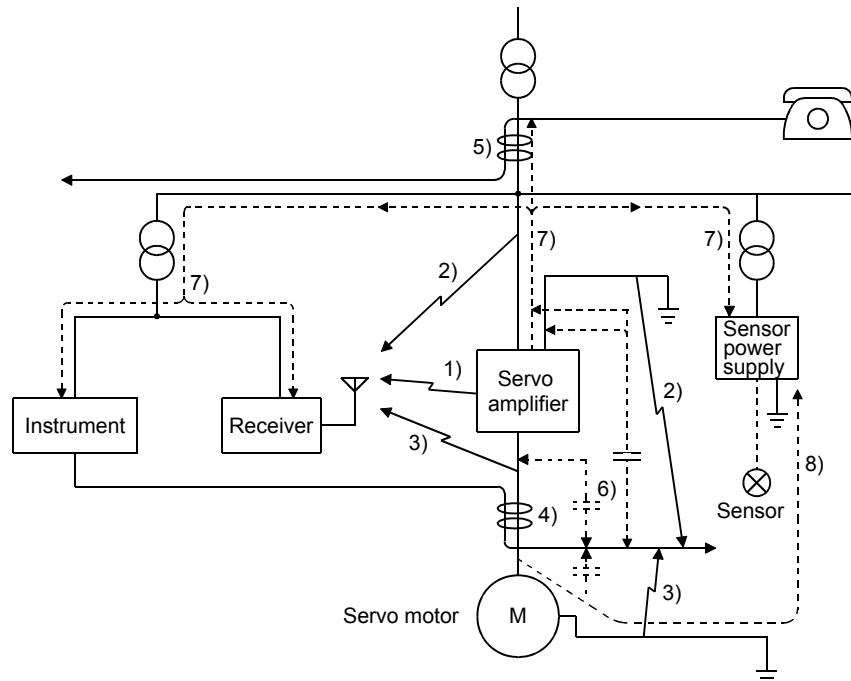 5)
2)
7)
7)
7)
Sensor
power
supply
1)
Servo
amplifier
2)
Instrument
Receiver
3)
8)
6)
Sensor
4)
3)
Servo motor
M